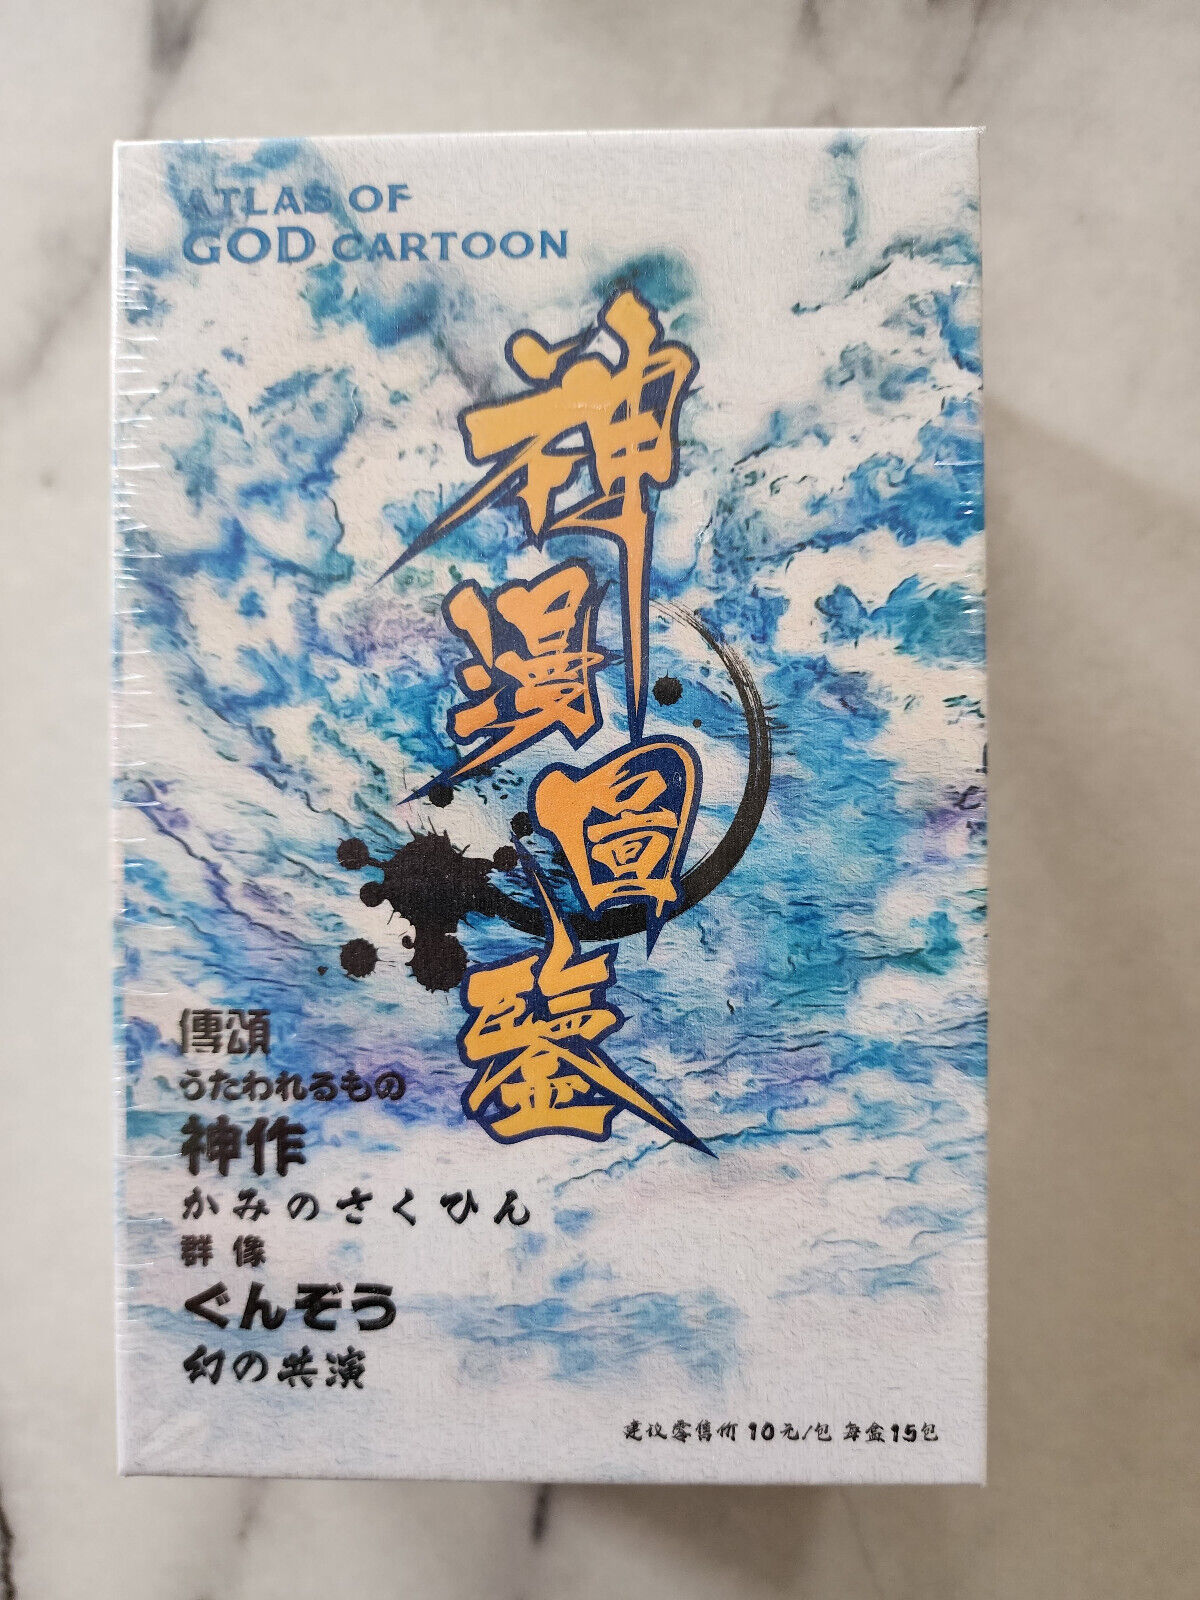 ATLAS OF
GOD CARTOON
神漫圖鑒
傳頌
うたわれるもの
神作
かみのさくひん
群像
ぐんぞう
幻の共演
建议零售价 10元/包 每盒15包